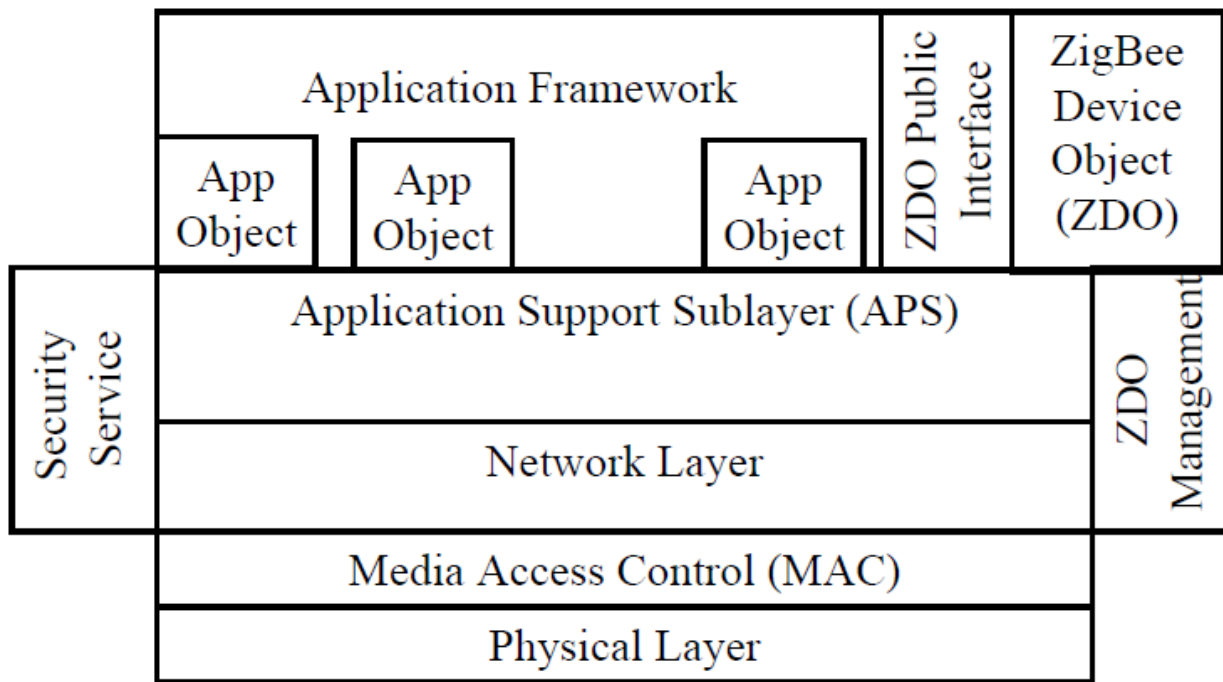 Application Framework
App
Object
App
Object
App
Object
ZDO Public
Interface
ZigBee
Device
Object
(ZDO)
Security
Service
Application Support Sublayer (APS)
ZDO
Management
Network Layer
Media Access Control (MAC)
Physical Layer